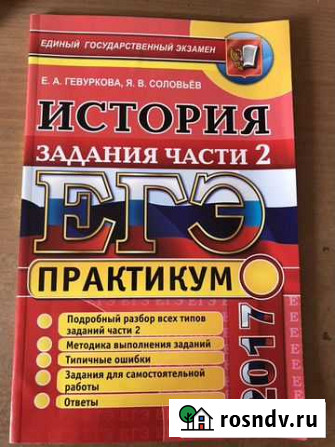 ЕДИНЫЙ ГОСУДАРСТВЕННЫЙ ЭКЗАМЕН
Е. А. ГЕВУРКОВА, Я. В. СОЛОВЬЁВ
ИСТОРИЯ
ЗАДАНИЯ ЧАСТИ 2
ЕГЭ
ПРАКТИКУМ
2017
Подробный разбор всех типов
заданий части 2
Методика выполнения заданий
Типичные ошибки
Задания для самостоятельной
работы
Ответы
rosndv.ru